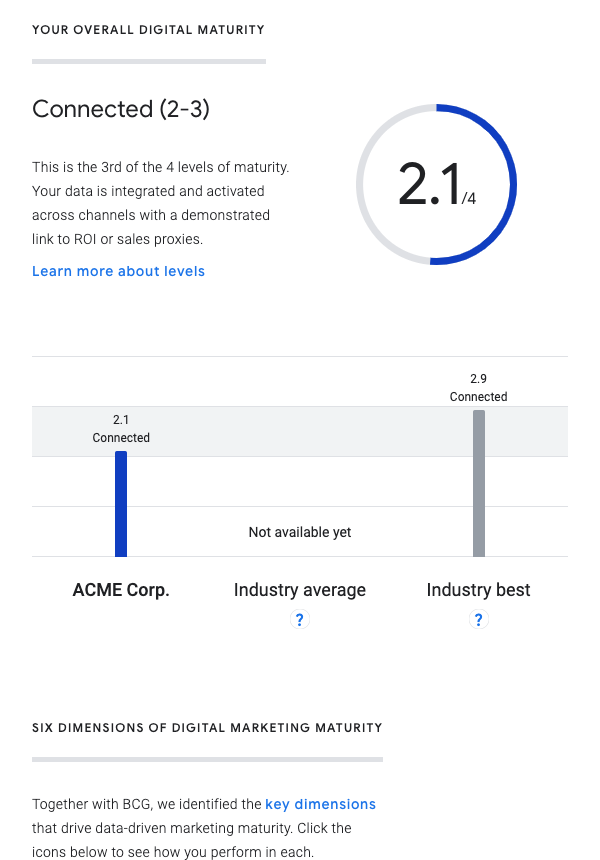 YOUR OVERALL DIGITAL MATURITY
Connected (2-3)
This is the 3rd of the 4 levels of maturity.
Your data is integrated and activated
across channels with a demonstrated
link to ROI or sales proxies.
Learn more about levels
2.1/4
2.1
Connected
Not available yet
2.9
Connected
ACME Corp.
Industry average
?
Industry best
?
SIX DIMENSIONS OF DIGITAL MARKETING MATURITY
Together with BCG, we identified the key dimensions
that drive data-driven marketing maturity. Click the
icons below to see how you perform in each.